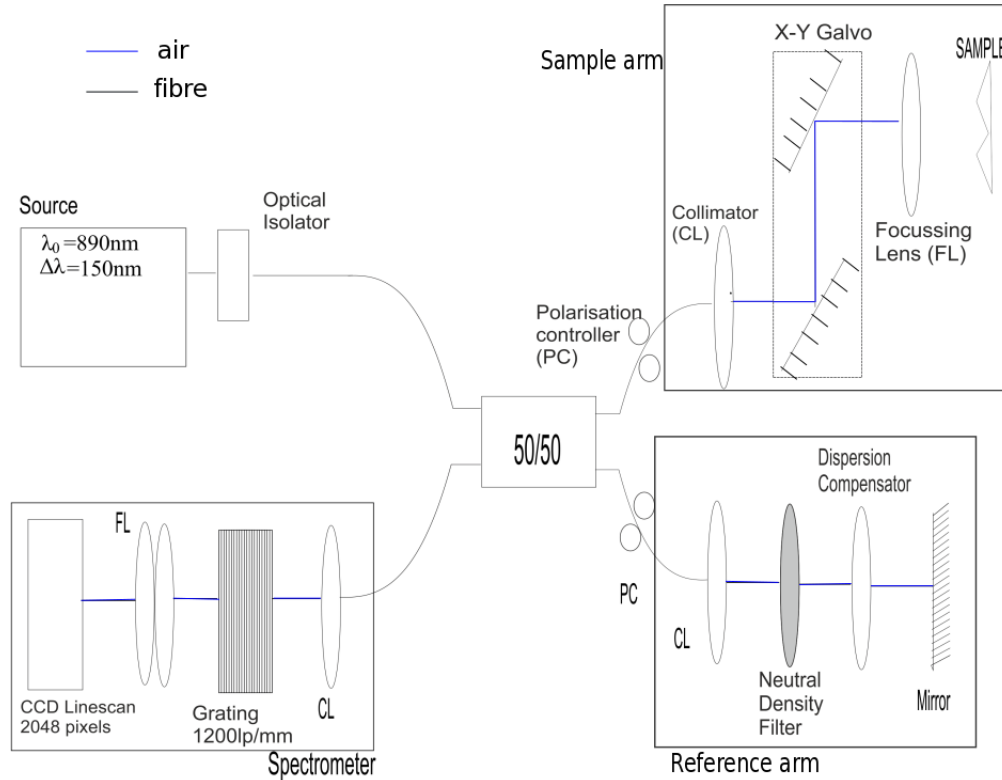 air
fibre
Source
λ₀ =890nm
Δλ=150nm
Optical
Isolator
Sample arm
X-Y Galvo
SAMPLE
Collimator
(CL)
Focussing
Lens (FL)
Polarisation
controller
(PC)
50/50
FL
CCD Linescan
2048 pixels
Grating
1200lp/mm
CL
Spectrometer
PC
CL
Dispersion
Compensator
Neutral
Density
Filter
Mirror
Reference arm